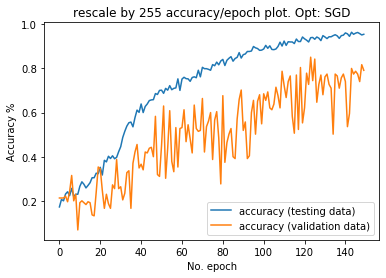 rescale by 255 accuracy/epoch plot. Opt: SGD
1.0
0.8
0.6
0.4
0.2
Accuracy %
0 20 40 60 80 100 120 140
No. epoch
accuracy (testing data)
accuracy (validation data)